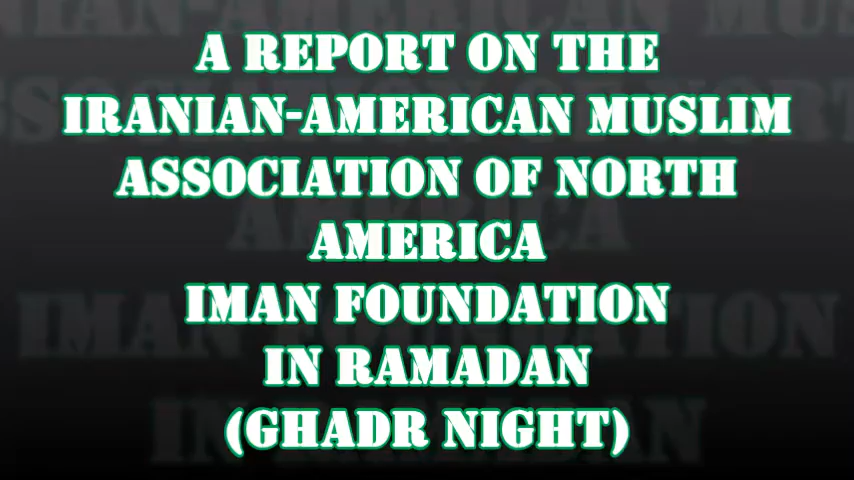 A REPORT ON THE
IRANIAN-AMERICAN MUSLIM
ASSOCIATION OF NORTH
AMERICA
IMAN FOUNDATION
IN RAMADAN
(GHADR NIGHT)